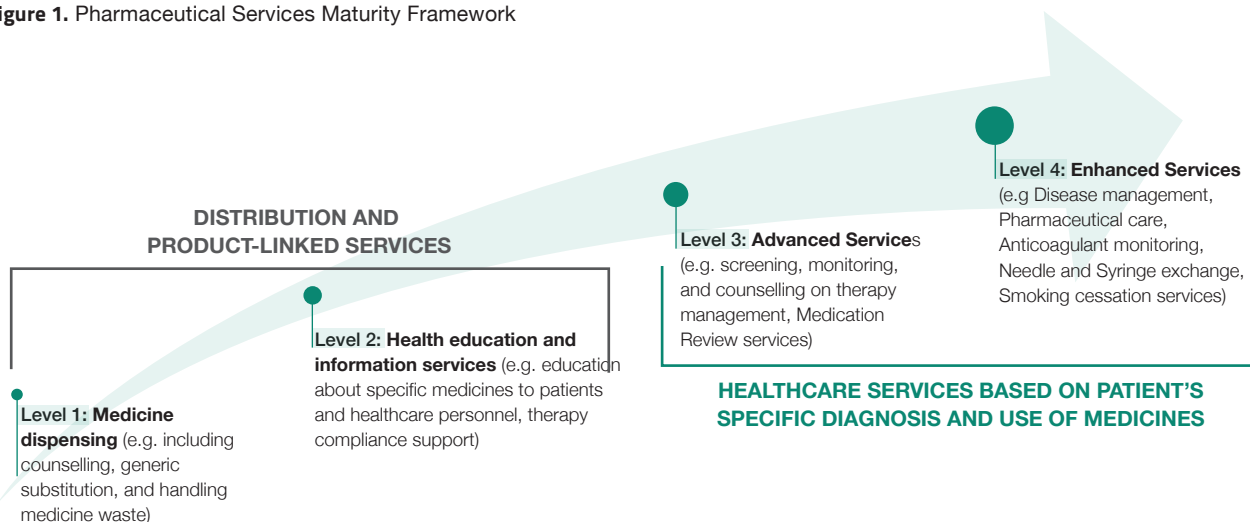 igure 1. Pharmaceutical Services Maturity Framework
DISTRIBUTION AND
PRODUCT-LINKED SERVICES
Level 1: Medicine
dispensing (e.g. including
counselling, generic
substitution, and handling
medicine waste)
Level 2: Health education and
information services (e.g. education
about specific medicines to patients
and healthcare personnel, therapy
compliance support)
Level 3: Advanced Services
(e.g. screening, monitoring,
and counselling on therapy
management, Medication
Review services)
Level 4: Enhanced Services
(e.g Disease management,
Pharmaceutical care,
Anticoagulant monitoring,
Needle and Syringe exchange,
Smoking cessation services)
HEALTHCARE SERVICES BASED ON PATIENT'S
SPECIFIC DIAGNOSIS AND USE OF MEDICINES